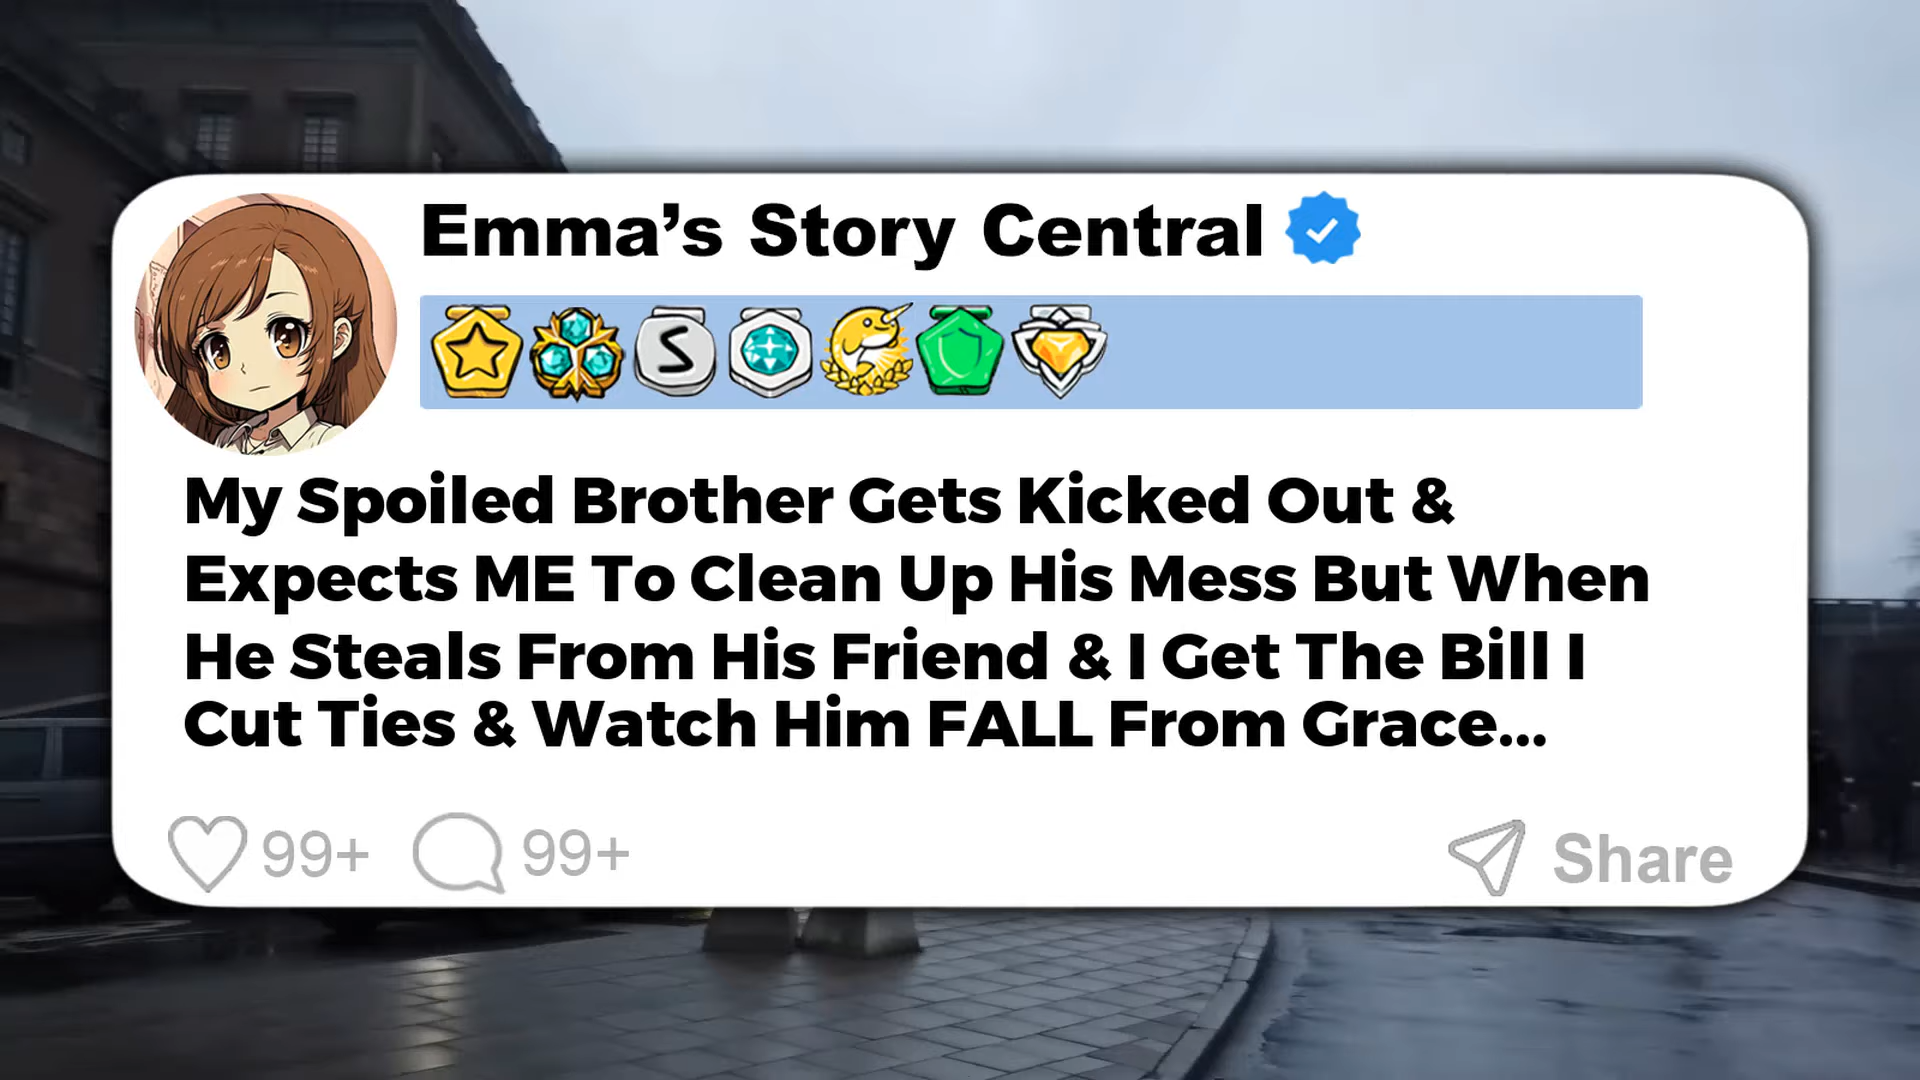 Emma’s Story Central
S
My Spoiled Brother Gets Kicked Out &
Expects ME To Clean Up His Mess But When
He Steals From His Friend & I Get The Bill I
Cut Ties & Watch Him FALL From Grace...
99+ 99+ Share